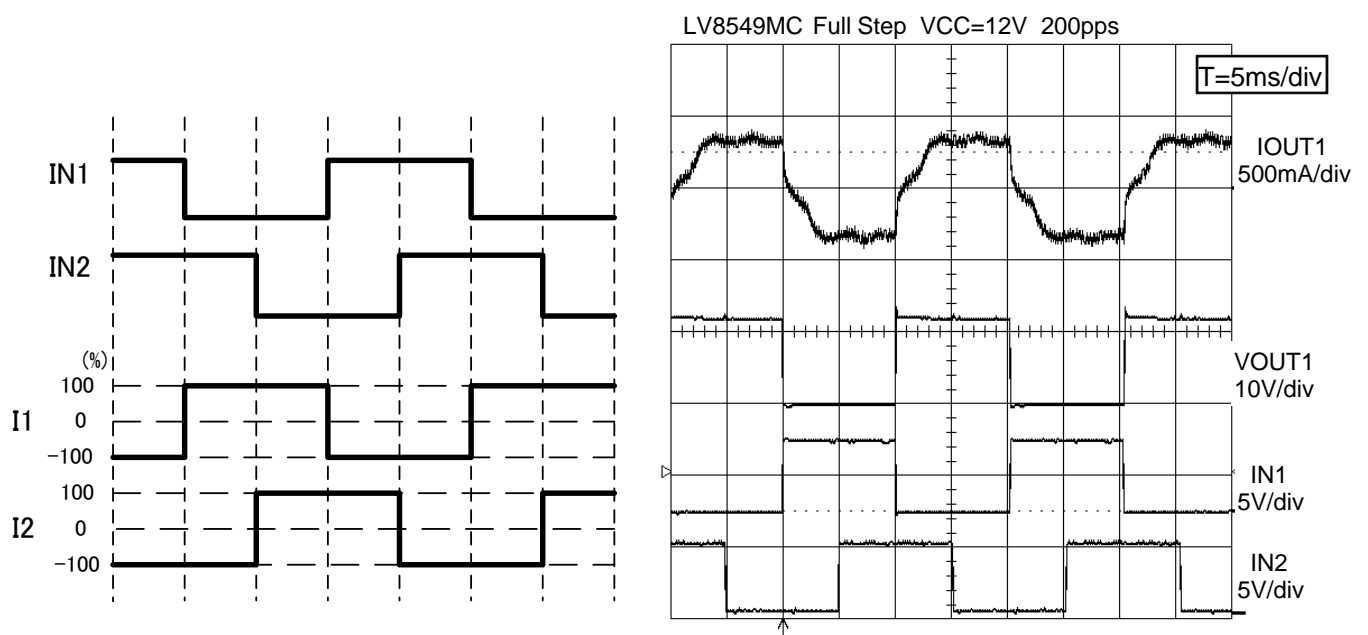 IN1
IN2
(%)
100
I1 0
-100
100
I2 0
-100
LV8549MC Full Step VCC=12V 200pps
T=5ms/div
IOUT1
500mA/div
VOUT1
10V/div
IN1
5V/div
IN2
5V/div